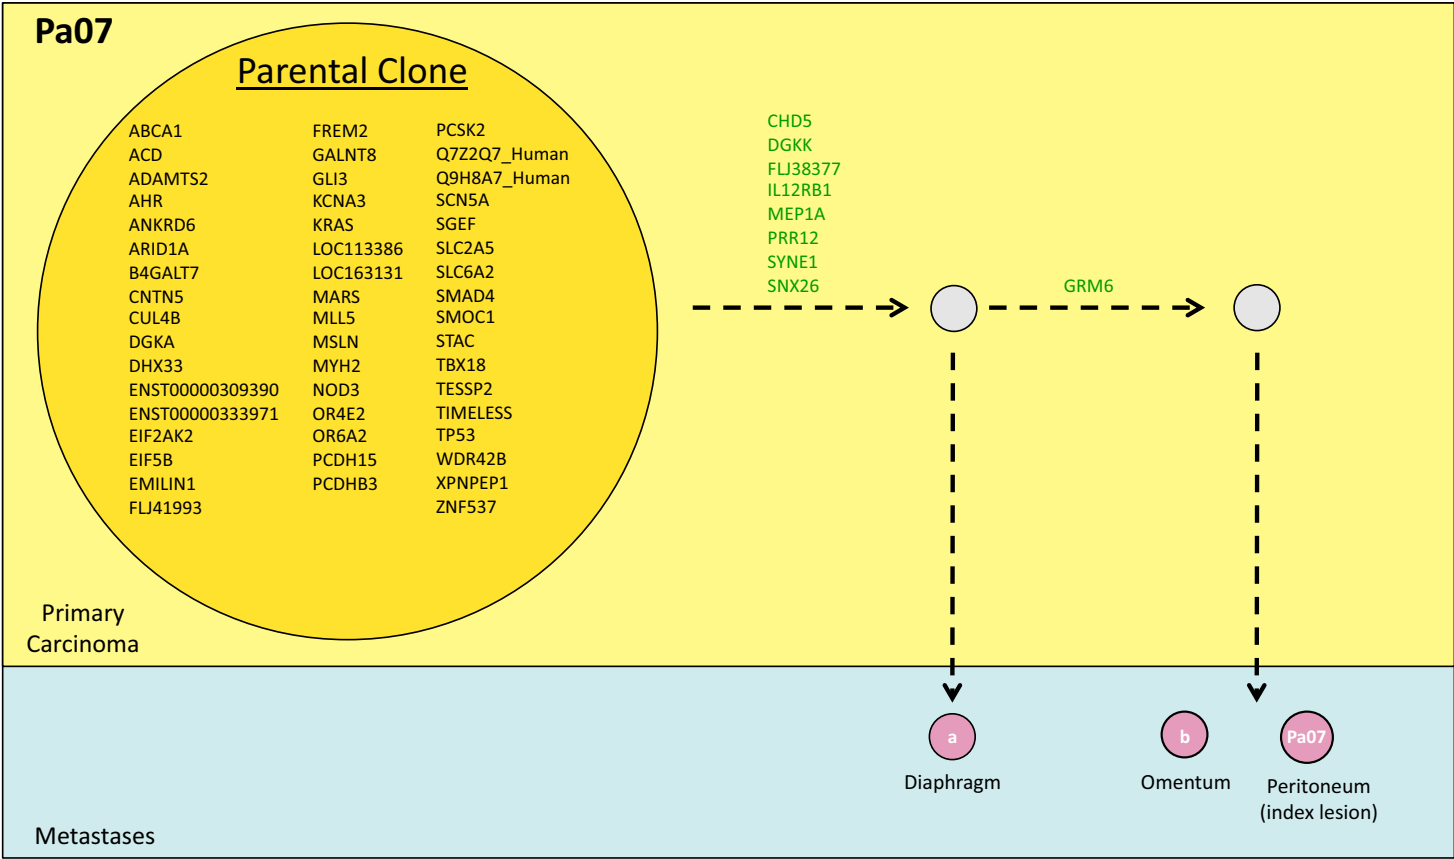 Pa07
Parental Clone
ABCA1
ACD
ADAMTS2
AHR
ANKRD6
ARID1A
B4GALT7
CNTN5
CUL4B
DGKA
DHX33
ENST00000309390
ENST00000333971
EIF2AK2
EIF5B
EMILIN1
FLJ41993
FREM2
GALNT8
GLI3
KCNA3
KRAS
LOC113386
LOC163131
MARS
MLL5
MSLN
MYH2
NOD3
OR4E2
OR6A2
PCDH15
PCDHB3
PCSK2
Q7Z2Q7_Human
Q9H8A7_Human
SCN5A
SGEF
SLC2A5
SLC6A2
SMAD4
SMOC1
STAC
TBX18
TESSP2
TIMELESS
TP53
WDR42B
XPNPEP1
ZNF537
CHD5
DGKK
FLJ38377
IL12RB1
MEP1A
PRR12
SYNE1
SNX26
GRM6
Primary
Carcinoma
a
Diaphragm
b
Omentum
Pa07
Peritoneum
(index lesion)
Metastases